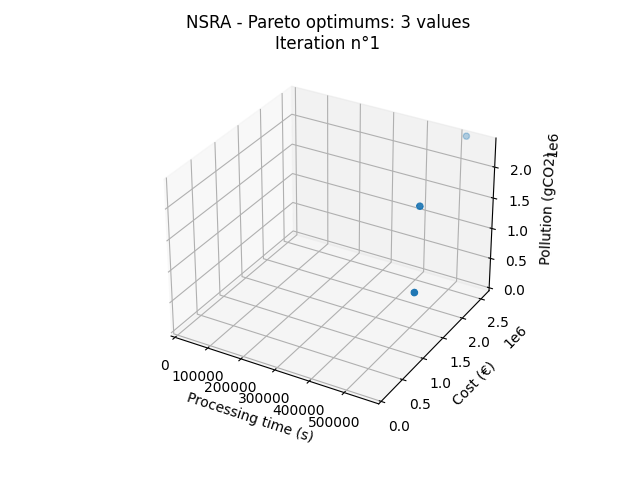 NSRA - Pareto optimums: 3 values
Iteration n°1
1e6
Pollution (gCO2)
2.0
1.5
1.0
0.5
0.0
2.5
2.0
1.5
1.0
0.5
0.0
1e6
Cost (€)
0
100000
200000
300000
400000
500000
Processing time (s)